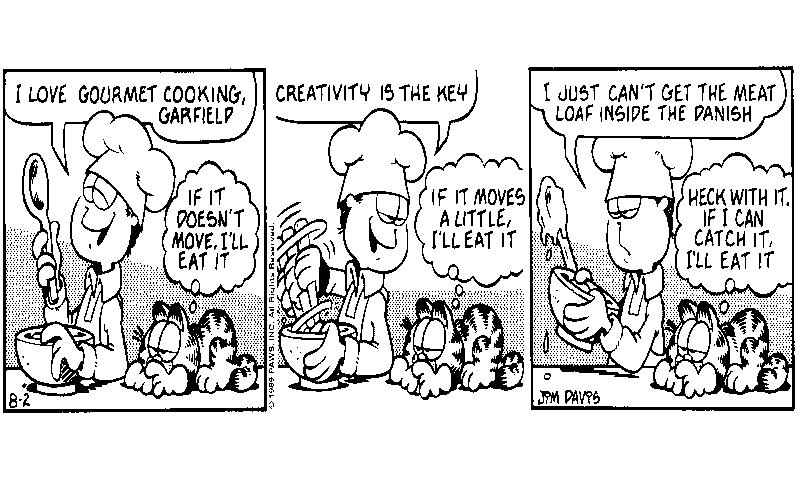 I LOVE GOURMET COOKING,
GARFIELD
IF IT
DOESN'T
MOVE, I'LL
EAT IT
8-2
CREATIVITY IS THE KEY
IF IT MOVES
A LITTLE,
I'LL EAT IT
© 1989 PAWS, INC. All Rights Reserved.
I JUST CAN'T GET THE MEAT
LOAF INSIDE THE DANISH
HECK WITH IT.
IF I CAN
CATCH IT,
I'LL EAT IT
JIM DAVIS